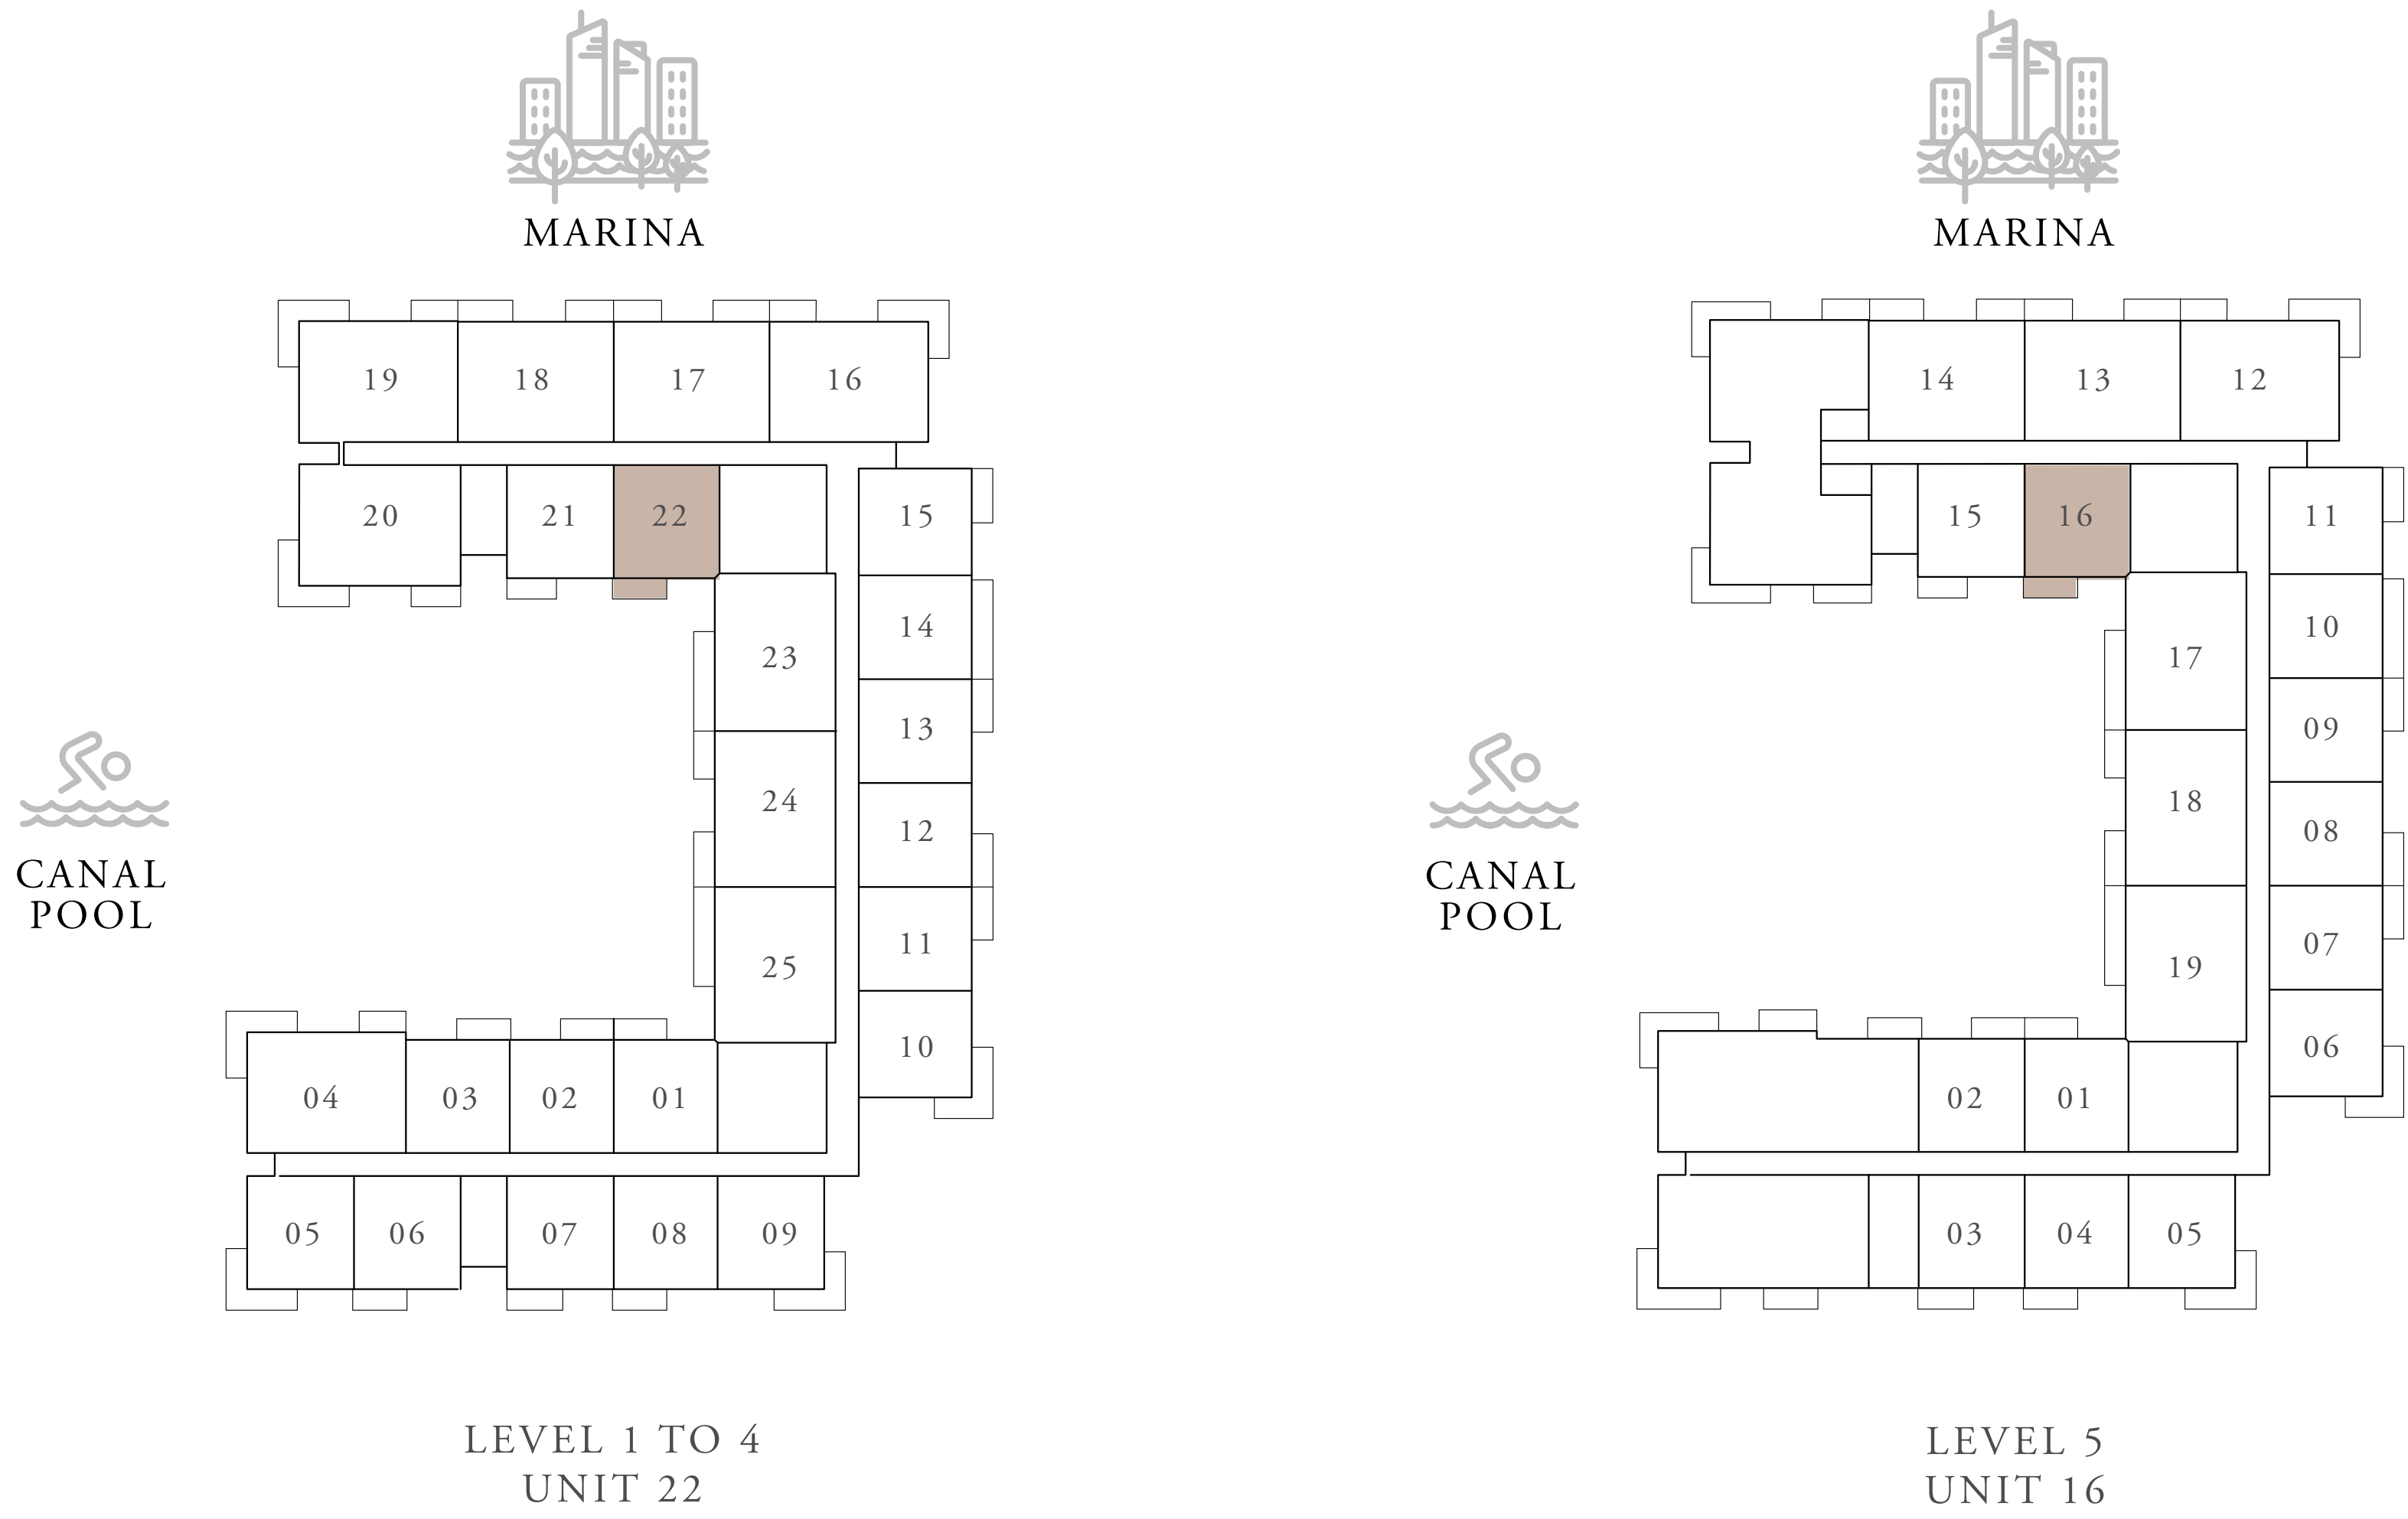 MARINA
19 18 17 16
20 21 22
15
14
23
13
24
12
11
25
10
CANAL
POOL
04 03 02 01
05 06 07 08 09
LEVEL 1 TO 4
UNIT 22
MARINA
14 13 12
15 16
11
10
17
09
18
08
07
19
06
CANAL
POOL
02 01
03 04 05
LEVEL 5
UNIT 16